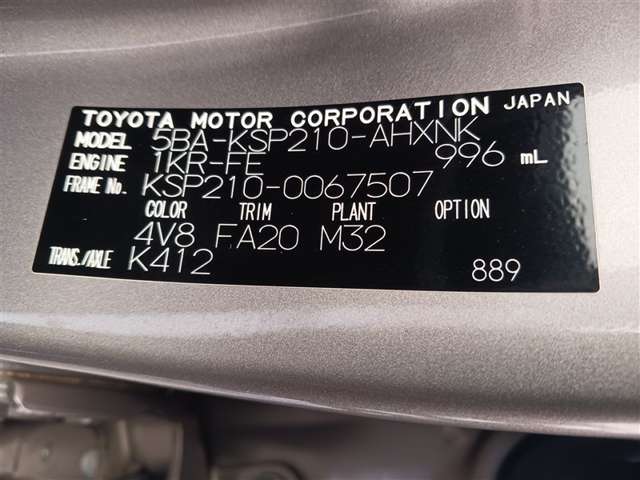 TOYOTA MOTOR CORPORATION JAPAN
MODEL 5BA-KSP210-AHXNK
ENGINE 1KR-FE 996 mL
FRAME No. KSP210-0067507
COLOR TRIM PLANT OPTION
4V8 FA20 M32
TRANS./AXLE K412 889